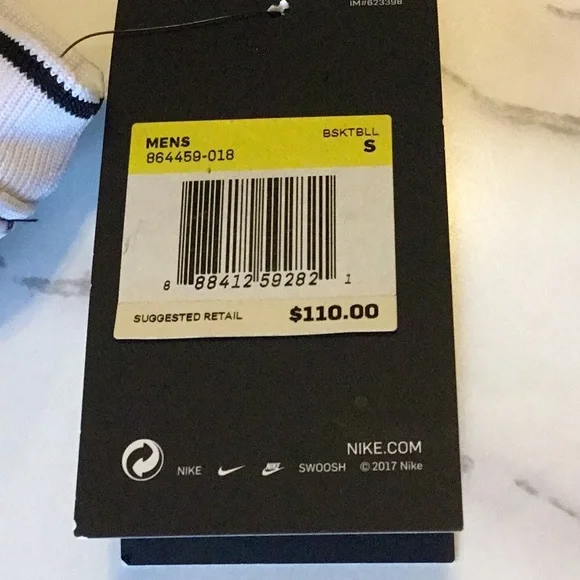 IM#623398
MENS BSKTBLL
864459-018 S
8 88412 59282 1
SUGGESTED RETAIL $110.00
NIKE.COM
NIKE NIKE SWOOSH © 2017 Nike